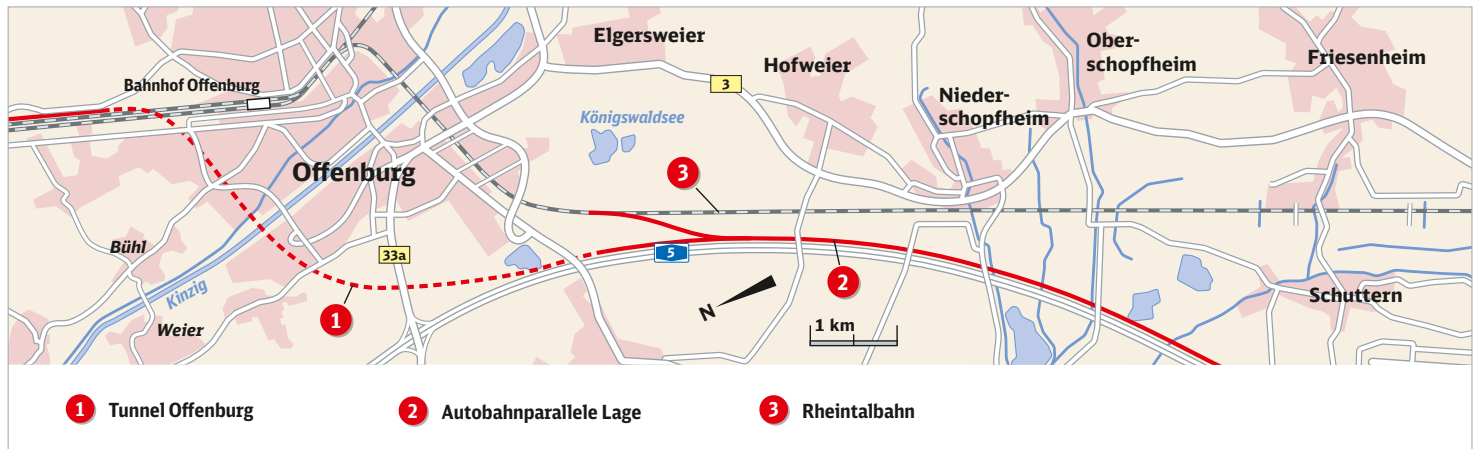 Elgersweier
Hofweier
Ober-
schopfheim
Friesenheim
Bahnhof Offenburg
3
Nieder-
schopfheim
Königswaldsee
Offenburg
3
Bühl
33a
5
Kinzig
N
2
Schuttern
1
Weier
1 km
1 Tunnel Offenburg
2 Autobahnparallele Lage
3 Rheintalbahn